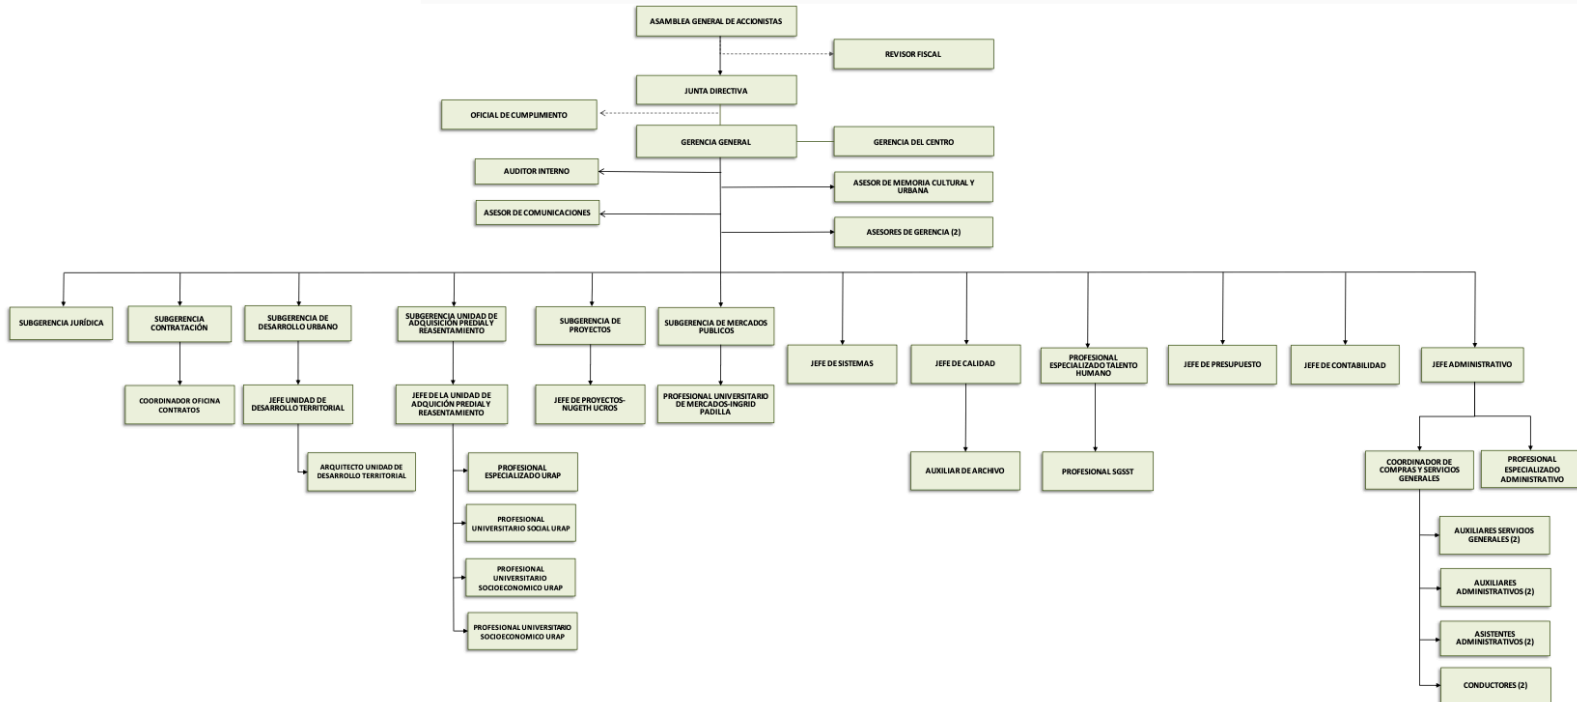 ASAMBLEA GENERAL DE ACCIONISTAS
REVISOR FISCAL
JUNTA DIRECTIVA
OFICIAL DE CUMPLIMIENTO
GERENCIA GENERAL
GERENCIA DEL CENTRO
AUDITOR INTERNO
ASESOR DE MEMORIA CULTURAL Y
URBANA
ASESOR DE COMUNICACIONES
ASESORES DE GERENCIA (2)
SUBGERENCIA JURÍDICA
SUBGERENCIA
CONTRATACIÓN
SUBGERENCIA DE
DESARROLLO URBANO
SUBGERENCIA UNIDAD DE
ADQUISICIÓN PREDIAL Y
REASENTAMIENTO
SUBGERENCIA DE
PROYECTOS
SUBGERENCIA DE MERCADOS
PUBLICOS
JEFE DE SISTEMAS
JEFE DE CALIDAD
PROFESIONAL
ESPECIALIZADO TALENTO
HUMANO
JEFE DE PRESUPUESTO
JEFE DE CONTABILIDAD
JEFE ADMINISTRATIVO
COORDINADOR OFICINA
CONTRATOS
JEFE UNIDAD DE
DESARROLLO TERRITORIAL
JEFE DE LA UNIDAD DE
ADQUICIÓN PREDIAL Y
REASENTAMIENTO
JEFE DE PROYECTOS-
NUGETH UCROS
PROFESIONAL UNIVERSITARIO
DE MERCADOS-INGRID
PADILLA
ARQUITECTO UNIDAD DE
DESARROLLO TERRITORIAL
PROFESIONAL
ESPECIALIZADO URAP
AUXILIAR DE ARCHIVO
PROFESIONAL SGSST
COORDINADOR DE
COMPRAS Y SERVICIOS
GENERALES
PROFESIONAL
ESPECIALIZADO
ADMINISTRATIVO
PROFESIONAL
UNIVERSITARIO SOCIAL URAP
AUXILIARES SERVICIOS
GENERALES (2)
PROFESIONAL
UNIVERSITARIO
SOCIOECONOMICO URAP
AUXILIARES
ADMINISTRATIVOS (2)
PROFESIONAL UNIVERSITARIO
SOCIOECONOMICO URAP
ASISTENTES
ADMINISTRATIVOS (2)
CONDUCTORES (2)